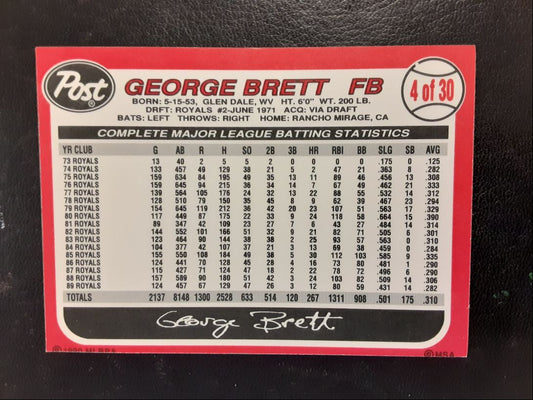 Post
GEORGE BRETT FB
4 of 30
BORN: 5-15-53, GLEN DALE, WV HT. 6'0" WT. 200 LB.
DRFT: ROYALS #2-JUNE 1971 ACQ: VIA DRAFT
BATS: LEFT THROWS: RIGHT HOME: RANCHO MIRAGE, CA
COMPLETE MAJOR LEAGUE BATTING STATISTICS
YR CLUB G AB R H SO 2B 3B HR RBI BB SLG SB AVG
73 ROYALS 13 40 2 5 .125
74 ROYALS 133 457 49 129 38 21 5 2 47 21 .363 8 .282
75 ROYALS 159 634 84 195 49 35 13 11 89 46 .456 13 .308
76 ROYALS 159 645 94 215 36 34 14 7 67 49 .462 21 .333
77 ROYALS 139 564 105 176 24 32 13 22 88 55 .532 14 .312
78 ROYALS 128 510 79 150 35 45 8 9 62 39 .467 23 .294
79 ROYALS 154 645 119 212 36 42 20 23 107 51 .563 17 .329
80 ROYALS 117 449 87 175 22 33 9 24 118 58 .664 15 .390
81 ROYALS 89 347 42 109 23 27 7 6 43 27 .484 14 .314
82 ROYALS 144 552 101 166 51 32 9 21 82 71 .505 6 .301
83 ROYALS 123 464 90 144 38 2 25 93 57 .563 0 .310
84 ROYALS 104 377 42 107 37 21 3 13 69 38 .459 0 .284
85 ROYALS 155 550 108 184 49 38 5 30 112 103 .585 9 .335
86 ROYALS 124 441 70 128 45 28 4 16 73 80 .481 1 .290
87 ROYALS 115 427 71 124 47 18 2 22 78 72 .496 6 .290
88 ROYALS 157 589 90 180 51 42 3 24 103 82 .509 14 .306
89 ROYALS 124 457 67 129 47 26 3 12 80 59 .431 14 .282
TOTALS 2137 8148 1300 2528 633 514 120 267 1311 908 .501 175 .310
George Brett
© 1990 MLBPA
© MSA